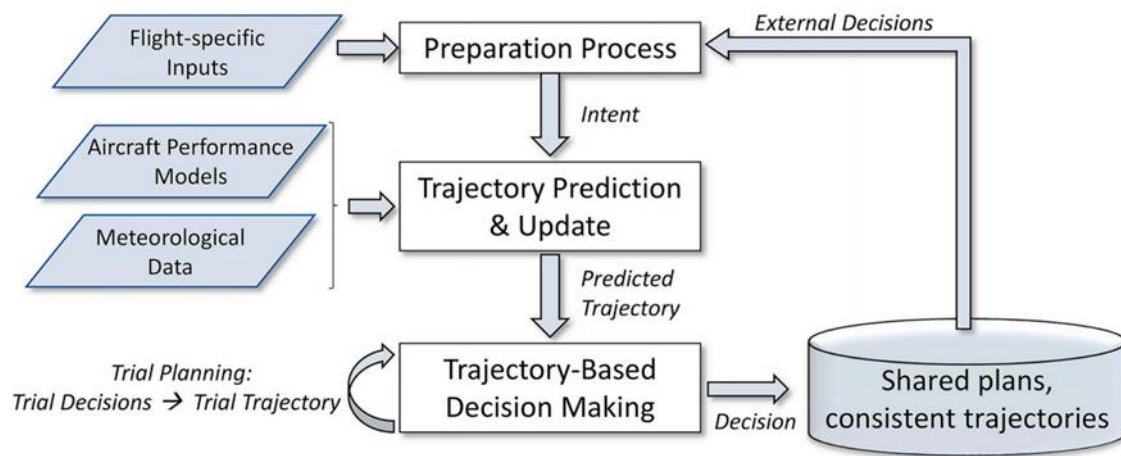 Flight-specific
Inputs
Preparation Process
External Decisions
Intent
Aircraft Performance
Models
Meteorological
Data
Trajectory Prediction
& Update
Predicted
Trajectory
Trial Planning:
Trial Decisions → Trial Trajectory
Trajectory-Based
Decision Making
Decision
Shared plans,
consistent trajectories